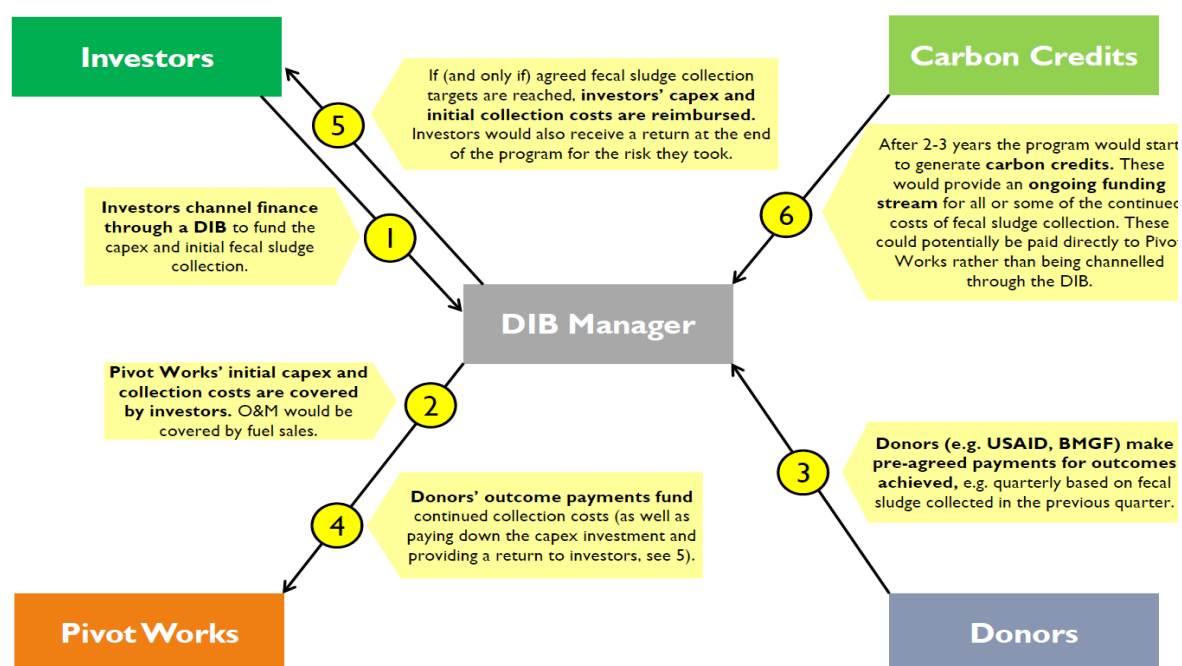 Investors
Carbon Credits
5
If (and only if) agreed fecal sludge collection
targets are reached, investors' capex and
initial collection costs are reimbursed.
Investors would also receive a return at the end
of the program for the risk they took.
After 2-3 years the program would start
to generate carbon credits. These
would provide an ongoing funding
stream for all or some of the continued
costs of fecal sludge collection. These
could potentially be paid directly to Pivot
Works rather than being channelled
through the DIB.
6
Investors channel finance
through a DIB to fund the
capex and initial fecal sludge
collection.
1
DIB Manager
Pivot Works' initial capex and
collection costs are covered
by investors. O&M would be
covered by fuel sales.
2
3
Donors (e.g. USAID, BMGF) make
pre-agreed payments for outcomes
achieved, e.g. quarterly based on fecal
sludge collected in the previous quarter.
4
Donors' outcome payments fund
continued collection costs (as well as
paying down the capex investment and
providing a return to investors, see 5).
Pivot Works
Donors